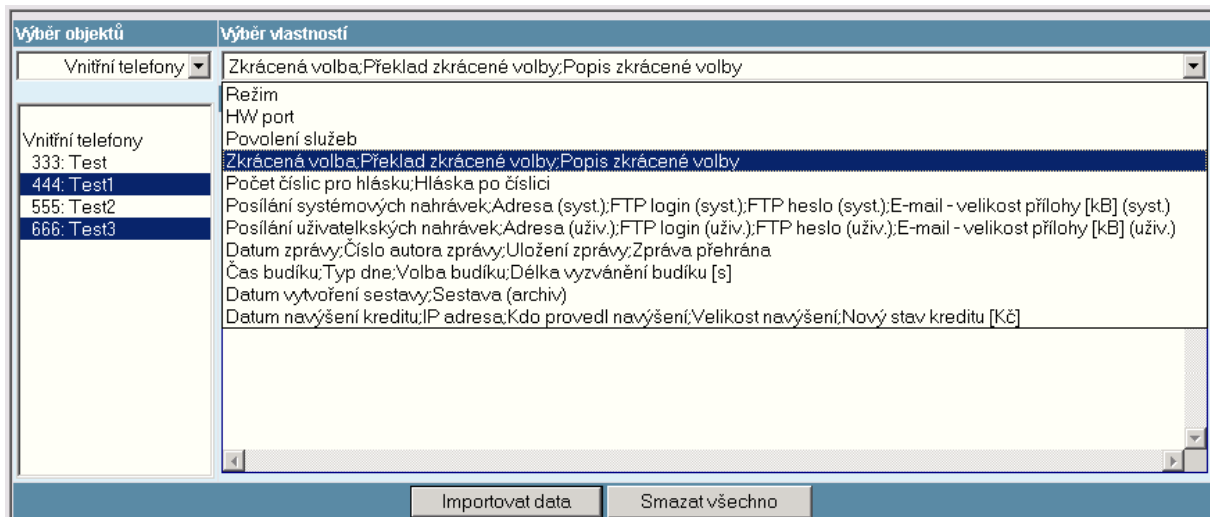 Výběr objektů
Výběr vlastností
Vnitřní telefony
Zkrácená volba;Překlad zkrácené volby;Popis zkrácené volby
Vnitřní telefony
333: Test
444: Test1
555: Test2
666: Test3
Režim
HW port
Povolení služeb
Zkrácená volba;Překlad zkrácené volby;Popis zkrácené volby
Počet číslic pro hlásku;Hláska po číslici
Posílání systémových nahrávek;Adresa (syst.);FTP login (syst.);FTP heslo (syst.);E-mail - velikost přílohy [kB] (syst.)
Posílání uživatelkských nahrávek;Adresa (uživ.);FTP login (uživ.);FTP heslo (uživ.);E-mail - velikost přílohy [kB] (uživ.)
Datum zprávy;Číslo autora zprávy;Uložení zprávy;Zpráva přehrána
Čas budíku;Typ dne;Volba budíku;Délka vyzvánění budíku [s]
Datum vytvoření sestavy;Sestava (archiv)
Datum navýšení kreditu;IP adresa;Kdo provedl navýšení;Velikost navýšení;Nový stav kreditu [Kč]
Importovat data
Smazat všechno